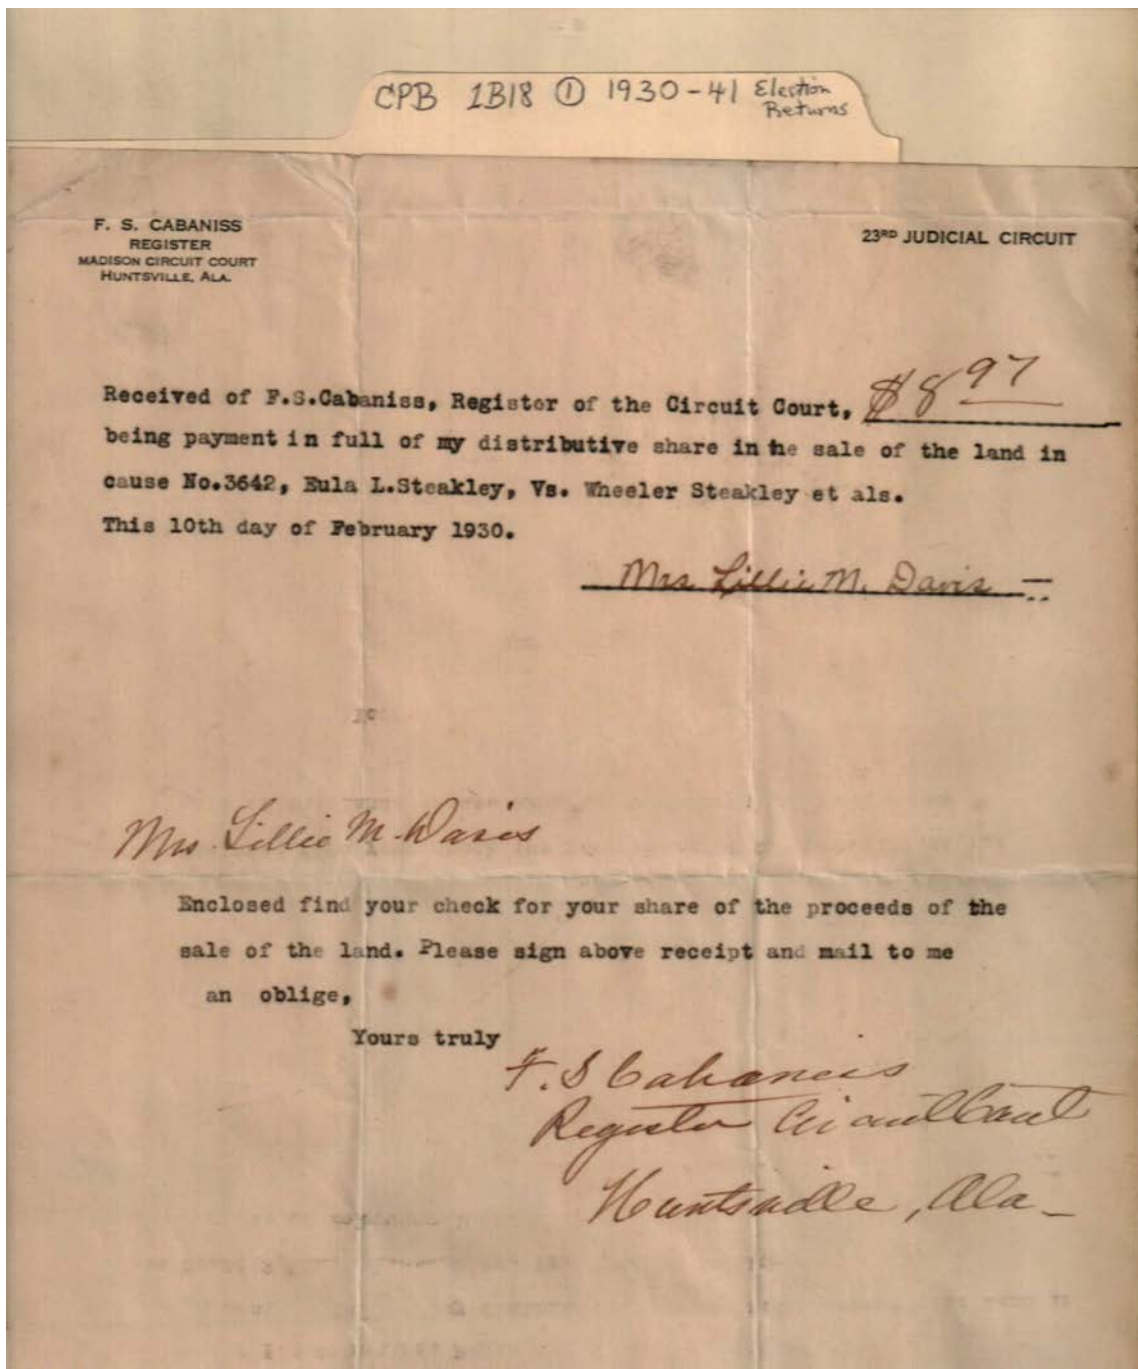 CPB 1B18 ① 1930-41 Election
Returns
F. S. CABANISS
REGISTER
MADISON CIRCUIT COURT
HUNTSVILLE, ALA.
23RD JUDICIAL CIRCUIT
Received of F.S.Cabaniss, Register of the Circuit Court, $8 97
being payment in full of my distributive share in the sale of the land in
cause No.3642, Eula L.Steakley, Vs. Wheeler Steakley et als.
This 10th day of February 1930.
Mrs Lillie M. Davis
Mrs. Lillie M. Davis
Enclosed find your check for your share of the proceeds of the
sale of the land. Please sign above receipt and mail to me
an oblige,
Yours truly
F. S Cabaniss
Register Circuit Court
Huntsville, Ala-